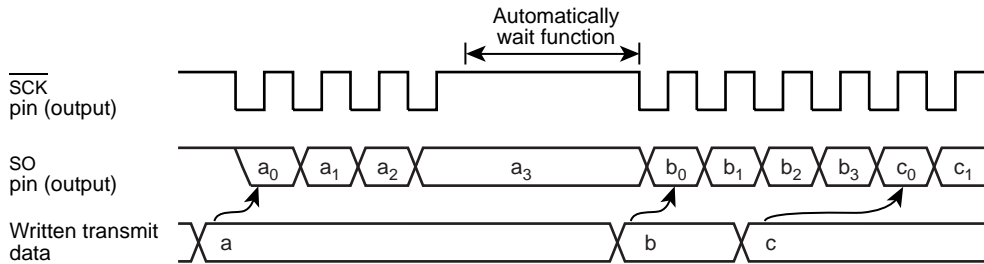 Automatically
wait function
SCK
pin (output)
SO
pin (output)
a0 a1 a2 a3 b0 b1 b2 b3 c0 c1
Written transmit
data
a b c